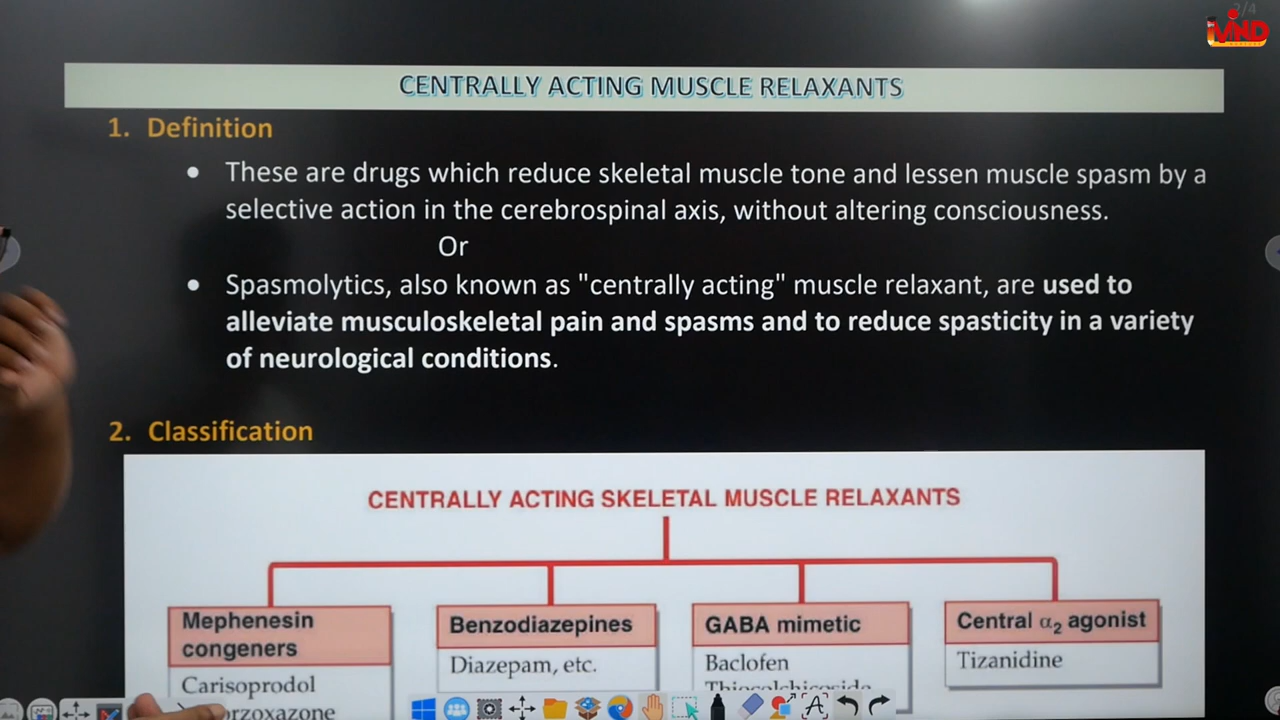 2/4
iVIND
CENTRALLY ACTING MUSCLE RELAXANTS
1. Definition
• These are drugs which reduce skeletal muscle tone and lessen muscle spasm by a
selective action in the cerebrospinal axis, without altering consciousness.
Or
• Spasmolytics, also known as "centrally acting" muscle relaxant, are used to
alleviate musculoskeletal pain and spasms and to reduce spasticity in a variety
of neurological conditions.
2. Classification
CENTRALLY ACTING SKELETAL MUSCLE RELAXANTS
Mephenesin
congeners
Carisoprodol
Benzodiazepines
Diazepam, etc.
GABA mimetic
Baclofen
Central α₂ agonist
Tizanidine